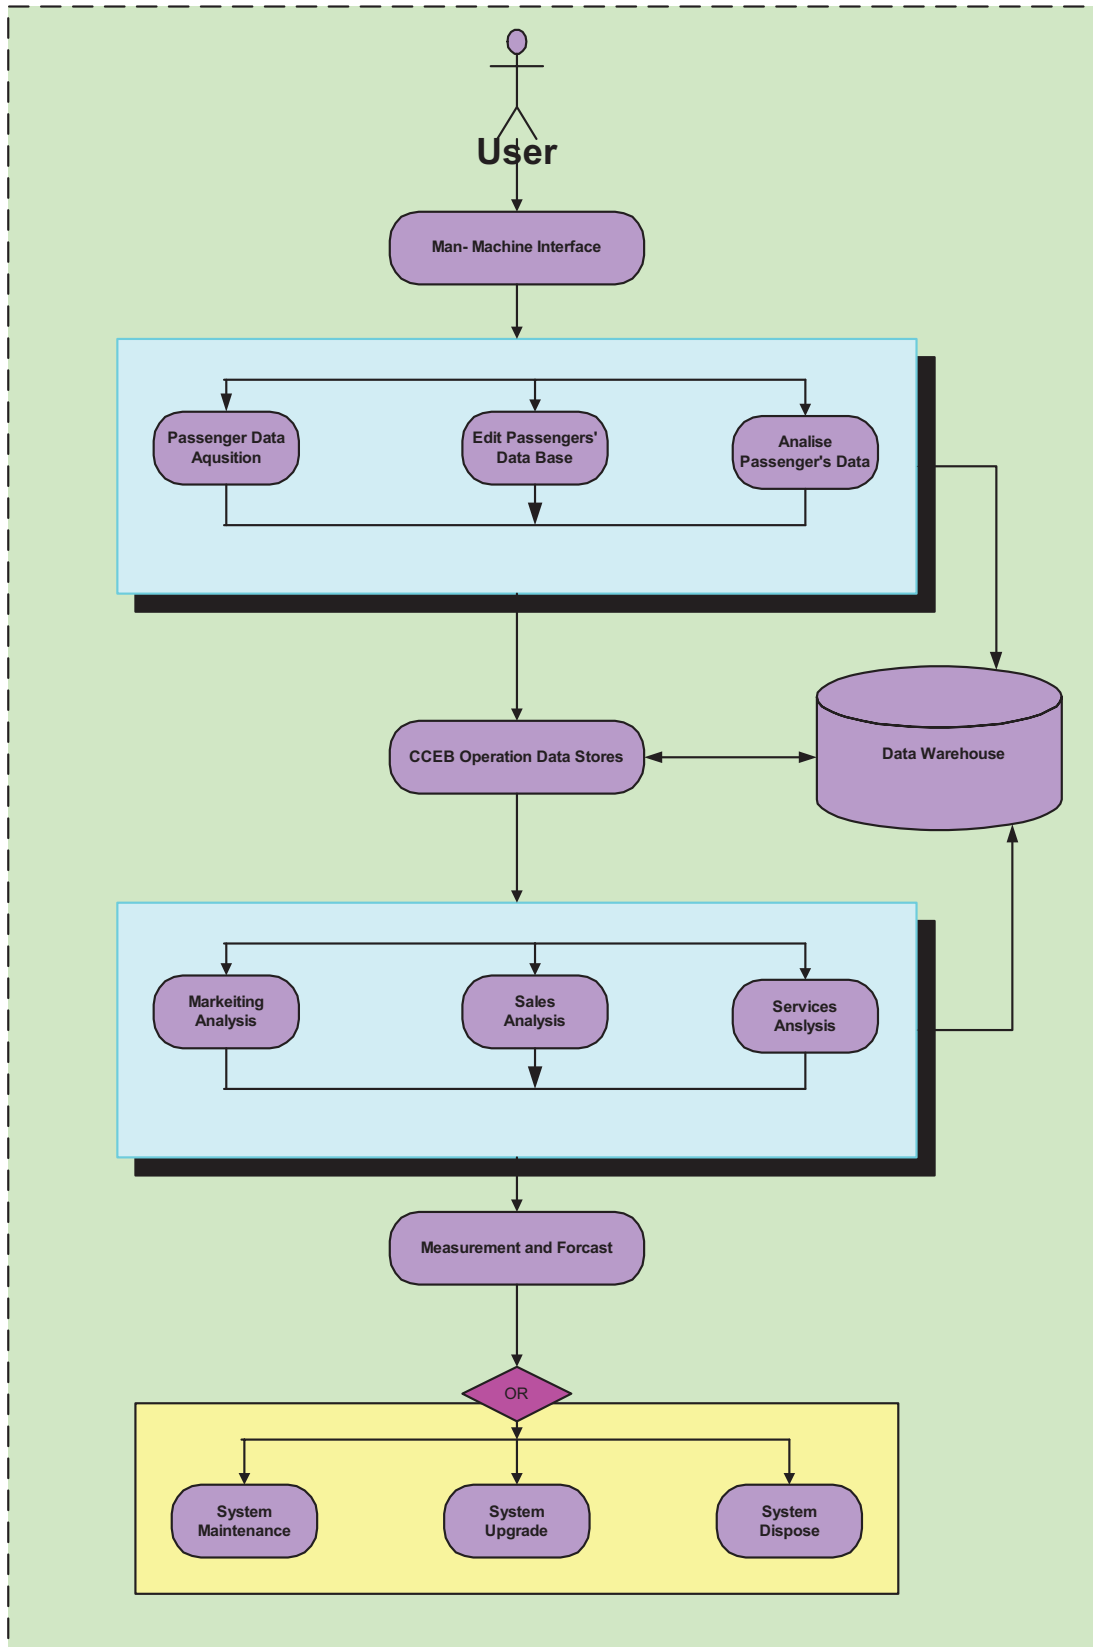 User
Man- Machine Interface
Passenger Data
Aqusition
Edit Passengers'
Data Base
Analise
Passenger's Data
CCEB Operation Data Stores
Data Warehouse
Markeiting
Analysis
Sales
Analysis
Services
Anslysis
Measurement and Forcast
OR
System
Maintenance
System
Upgrade
System
Dispose